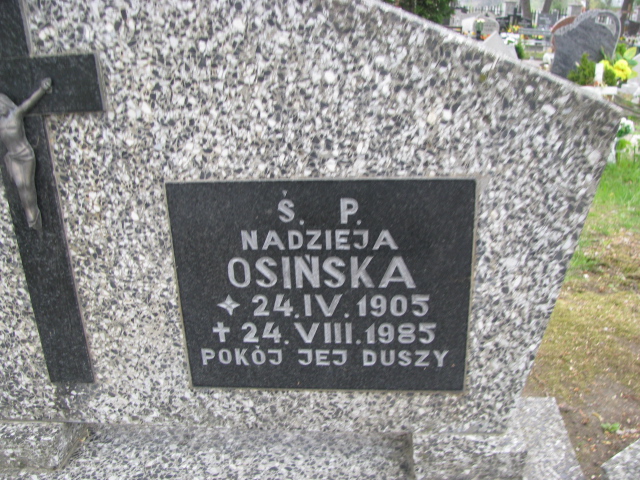 Ś. P.
NADZIEJA
OSIŃSKA
✧ 24.IV.1905
✝ 24.VIII.1985
POKÓJ JEJ DUSZY